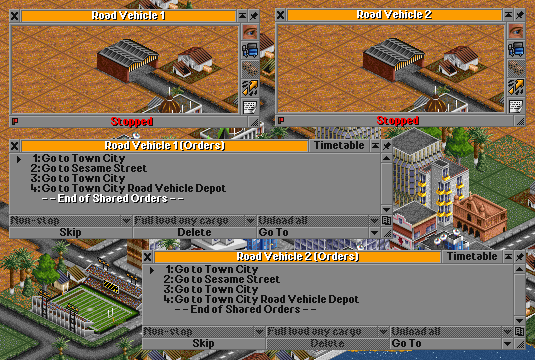 Road Vehicle 1
Road Vehicle 2
Stopped
Stopped
Road Vehicle 1 (Orders)
Timetable
1: Go to Town City
2: Go to Sesame Street
3: Go to Town City
4: Go to Town City Road Vehicle Depot
- - End of Shared Orders - -
Non-stop
Full load any cargo
Unload all
Skip
Delete
Go To
Road Vehicle 2 (Orders)
Timetable
1: Go to Town City
2: Go to Sesame Street
3: Go to Town City
4: Go to Town City Road Vehicle Depot
- - End of Shared Orders - -
Non-stop
Full load any cargo
Unload all
Skip
Delete
Go To